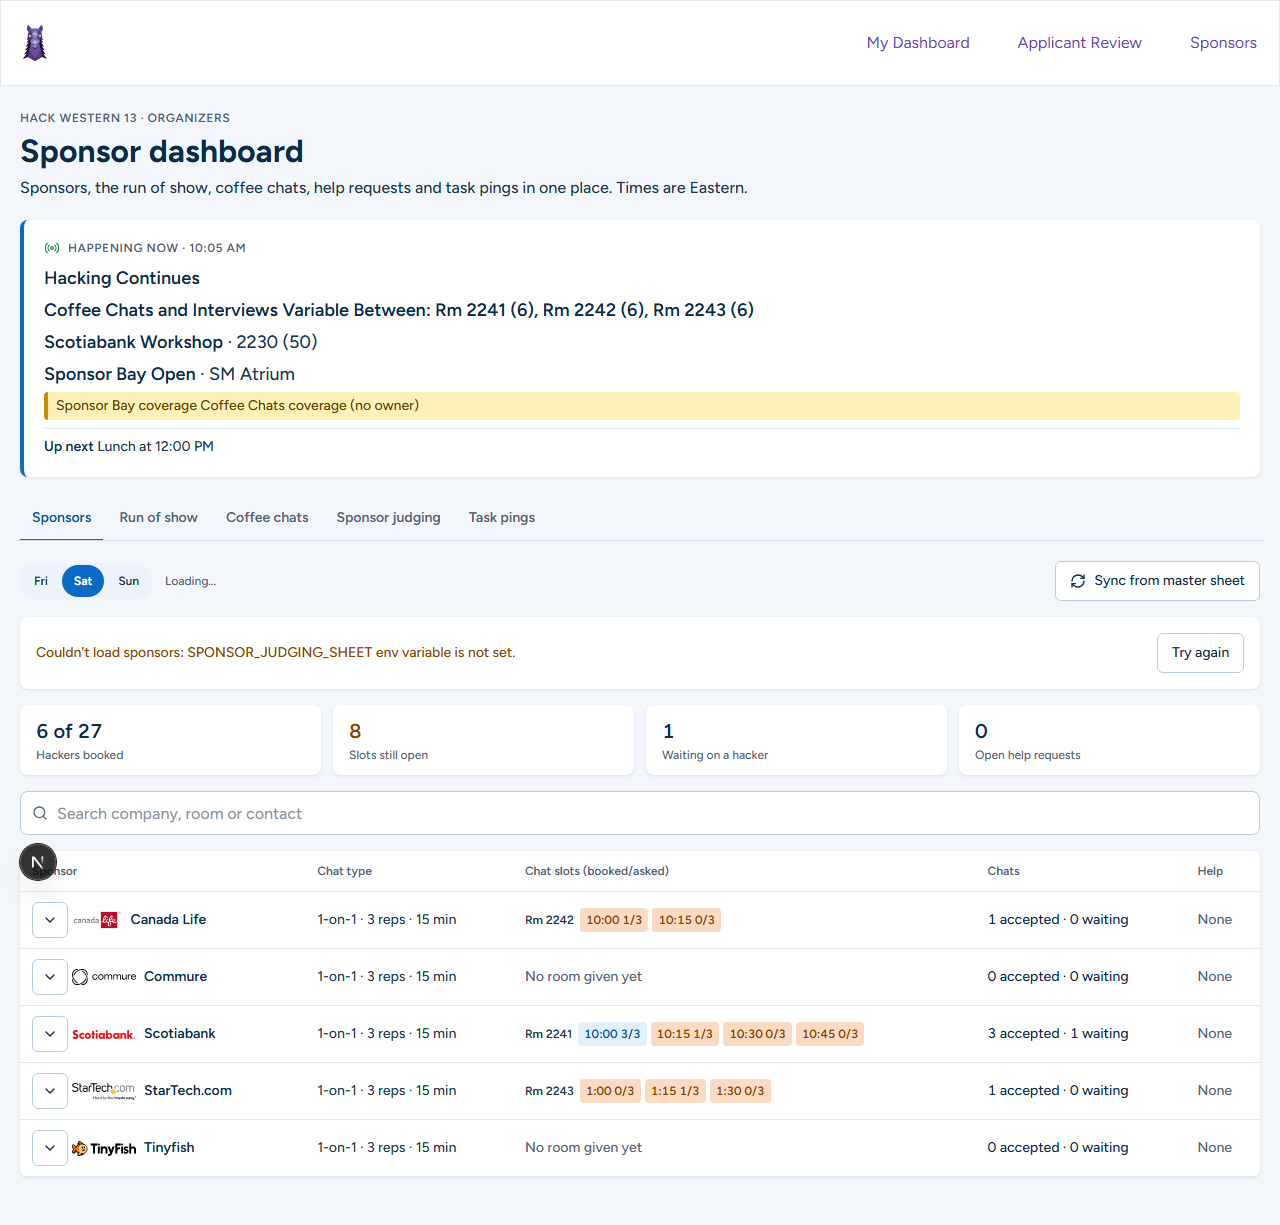 My Dashboard Applicant Review Sponsors
HACK WESTERN 13 · ORGANIZERS
Sponsor dashboard
Sponsors, the run of show, coffee chats, help requests and task pings in one place. Times are Eastern.
HAPPENING NOW · 10:05 AM
Hacking Continues
Coffee Chats and Interviews Variable Between: Rm 2241 (6), Rm 2242 (6), Rm 2243 (6)
Scotiabank Workshop · 2230 (50)
Sponsor Bay Open · SM Atrium
Sponsor Bay coverage Coffee Chats coverage (no owner)
Up next Lunch at 12:00 PM
Sponsors Run of show Coffee chats Sponsor judging Task pings
Fri Sat Sun Loading... Sync from master sheet
Couldn't load sponsors: SPONSOR_JUDGING_SHEET env variable is not set. Try again
6 of 27 8 1 0
Hackers booked Slots still open Waiting on a hacker Open help requests
Search company, room or contact
N
Sponsor Chat type Chat slots (booked/asked) Chats Help
canada life Canada Life 1-on-1 · 3 reps · 15 min Rm 2242 10:00 1/3 10:15 0/3 1 accepted · 0 waiting None
commure Commure 1-on-1 · 3 reps · 15 min No room given yet 0 accepted · 0 waiting None
Scotiabank. Scotiabank 1-on-1 · 3 reps · 15 min Rm 2241 10:00 3/3 10:15 1/3 10:30 0/3 10:45 0/3 3 accepted · 1 waiting None
StarTech.com StarTech.com 1-on-1 · 3 reps · 15 min Rm 2243 1:00 0/3 1:15 1/3 1:30 0/3 1 accepted · 0 waiting None
TinyFish Tinyfish 1-on-1 · 3 reps · 15 min No room given yet 0 accepted · 0 waiting None